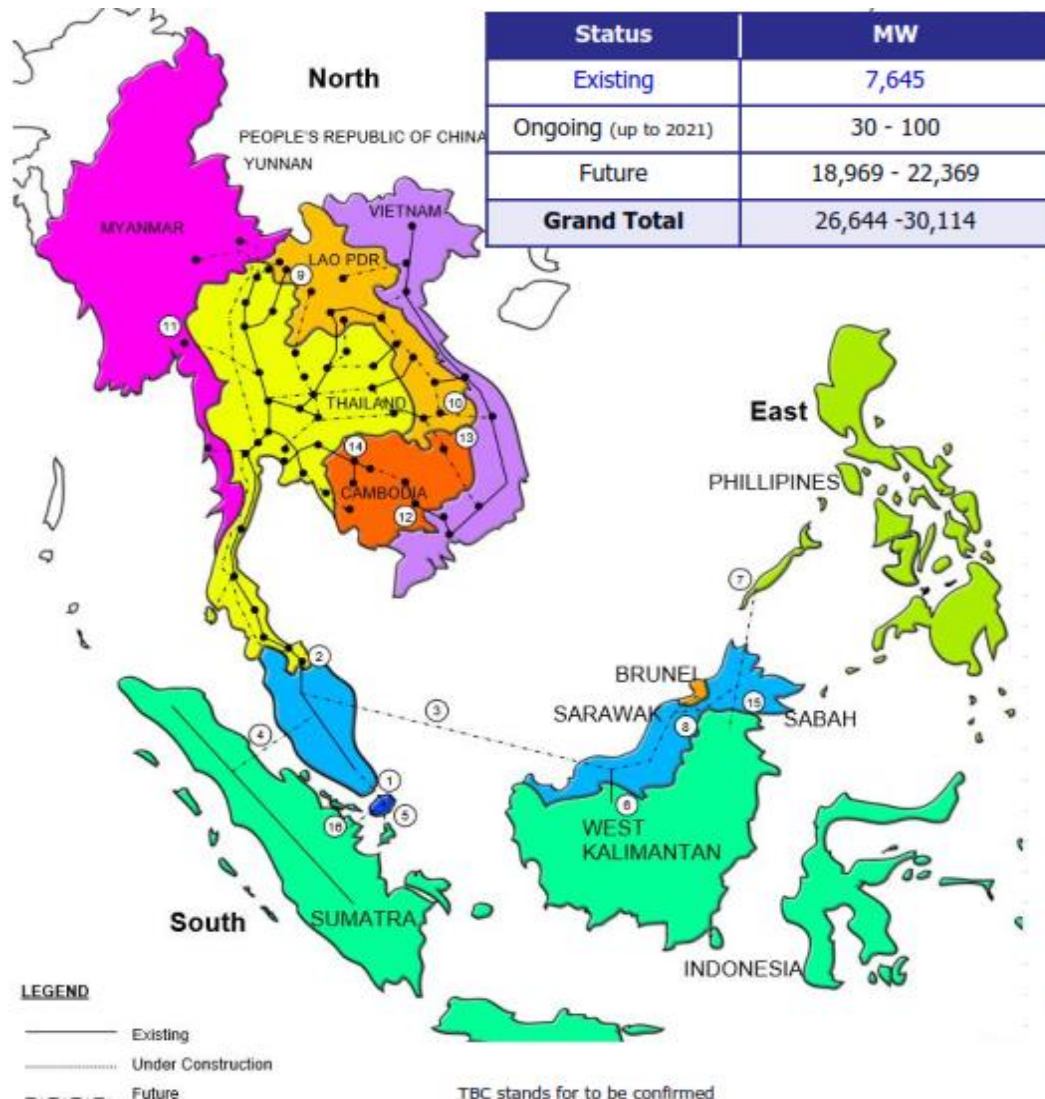 Status MW
Existing 7,645
Ongoing (up to 2021) 30 - 100
Future 18,969 - 22,369
Grand Total 26,644 -30,114
North
PEOPLE'S REPUBLIC OF CHINA
YUNNAN
VIETNAM
MYANMAR
LAO PDR
9
11
THAILAND
10
East
14
13
PHILLIPINES
CAMBODIA
12
7
2
BRUNEI
SARAWAK
15
SABAH
3
8
4
1
5
6
16
WEST
KALIMANTAN
South
SUMATRA
INDONESIA
LEGEND
Existing
Under Construction
Future
TBC stands for to be confirmed